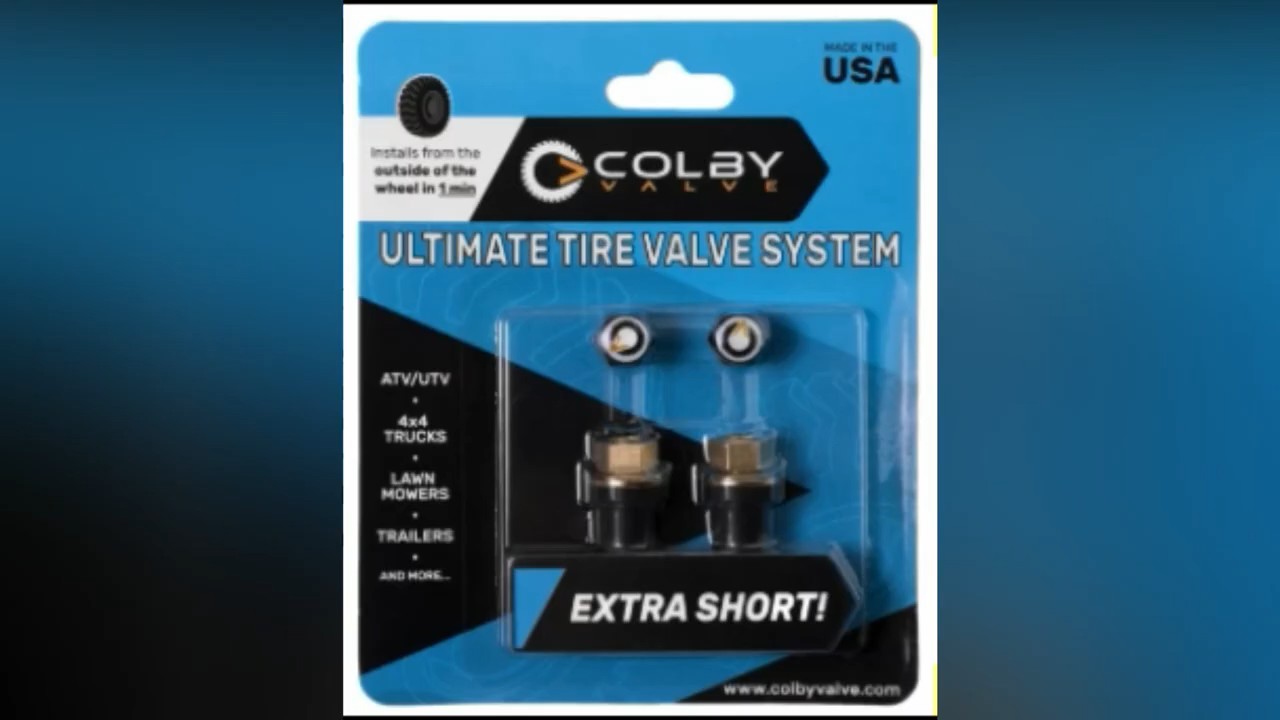 MADE IN THE
USA
Installs from the
outside of the
wheel in 1 min
COLBY
VALVE
ULTIMATE TIRE VALVE SYSTEM
ATV/UTV
4x4
TRUCKS
LAWN
MOWERS
TRAILERS
AND MORE...
EXTRA SHORT!
www.colbyvalve.com